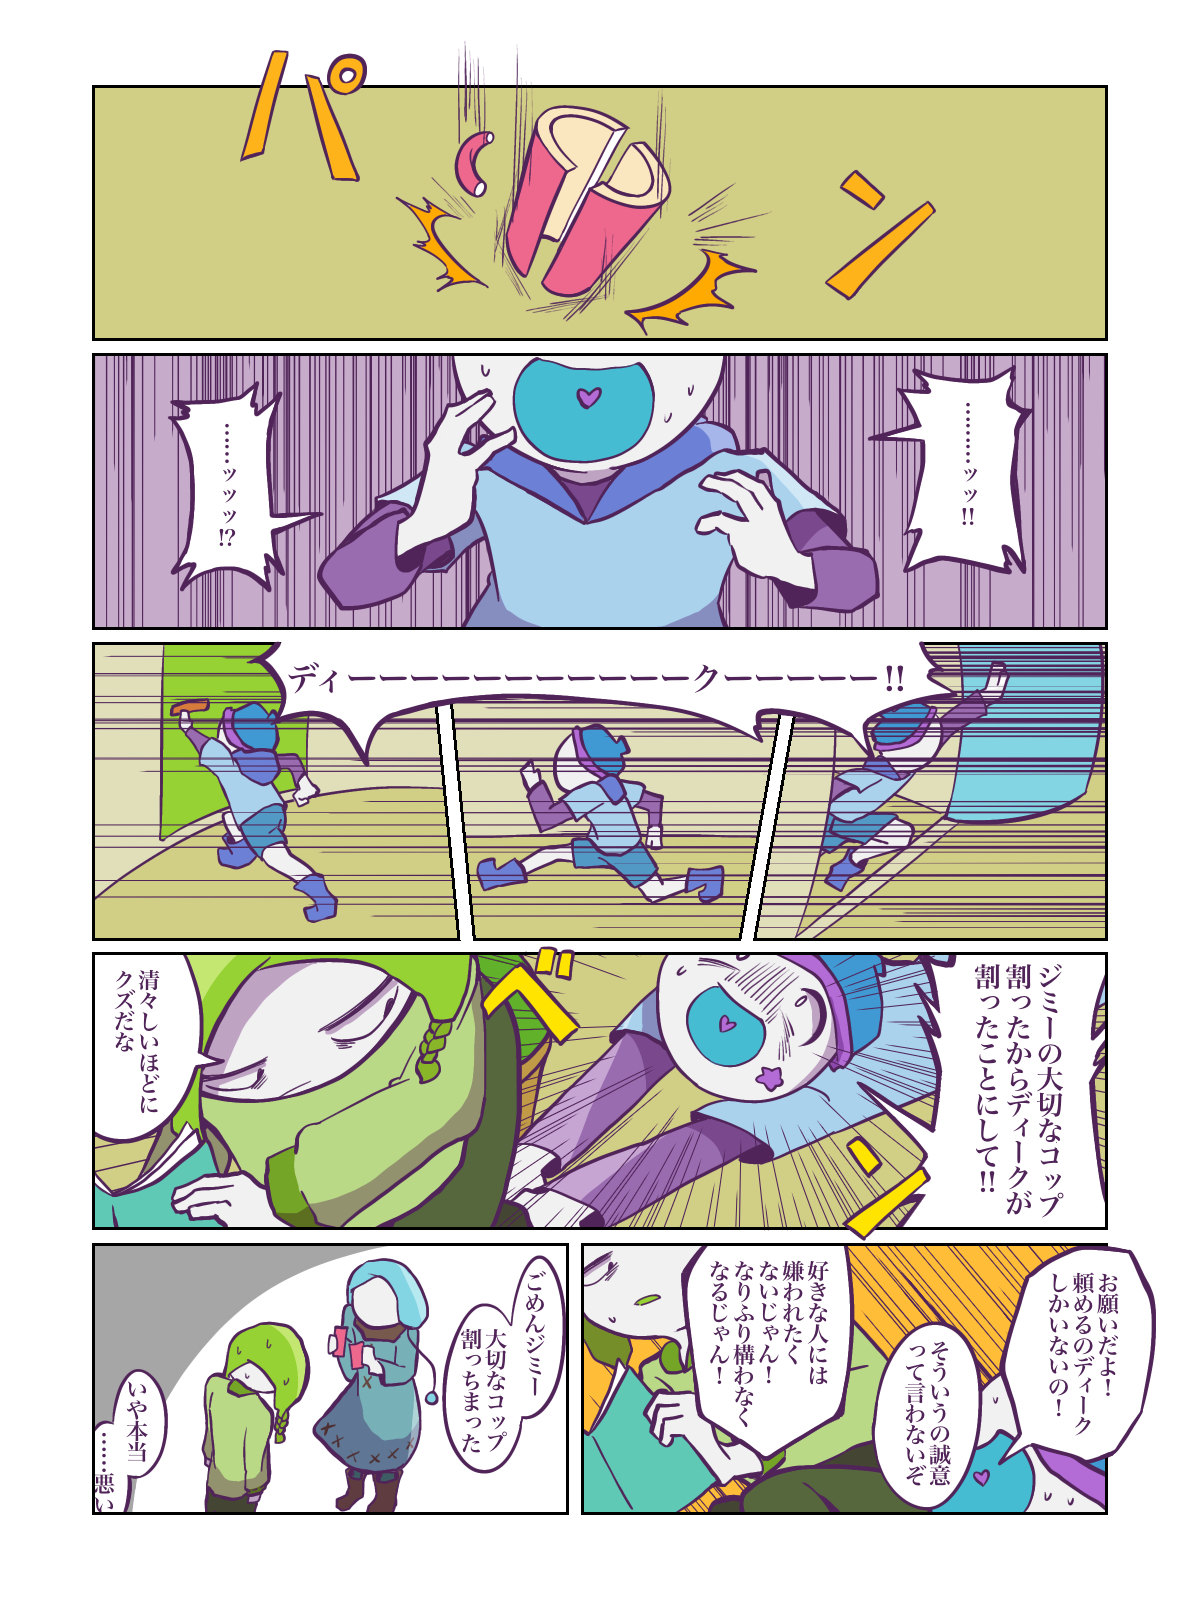 パン
………ッッ!!
……ッッッ!?
ディーーーーーーーーーーークーーーーー!!
ジミーの大切なコップ
割ったからディークが
割ったことにして!!
ベシ
清々しいほどに
クズだな
お願いだよ！
頼めるのディーク
しかいないの！
そういうの誠意
って言わないぞ
好きな人には
嫌われたく
ないじゃん！
なりふり構わなく
なるじゃん！
ごめんジミー
大切なコップ
割っちまった
いや本当
……悪い